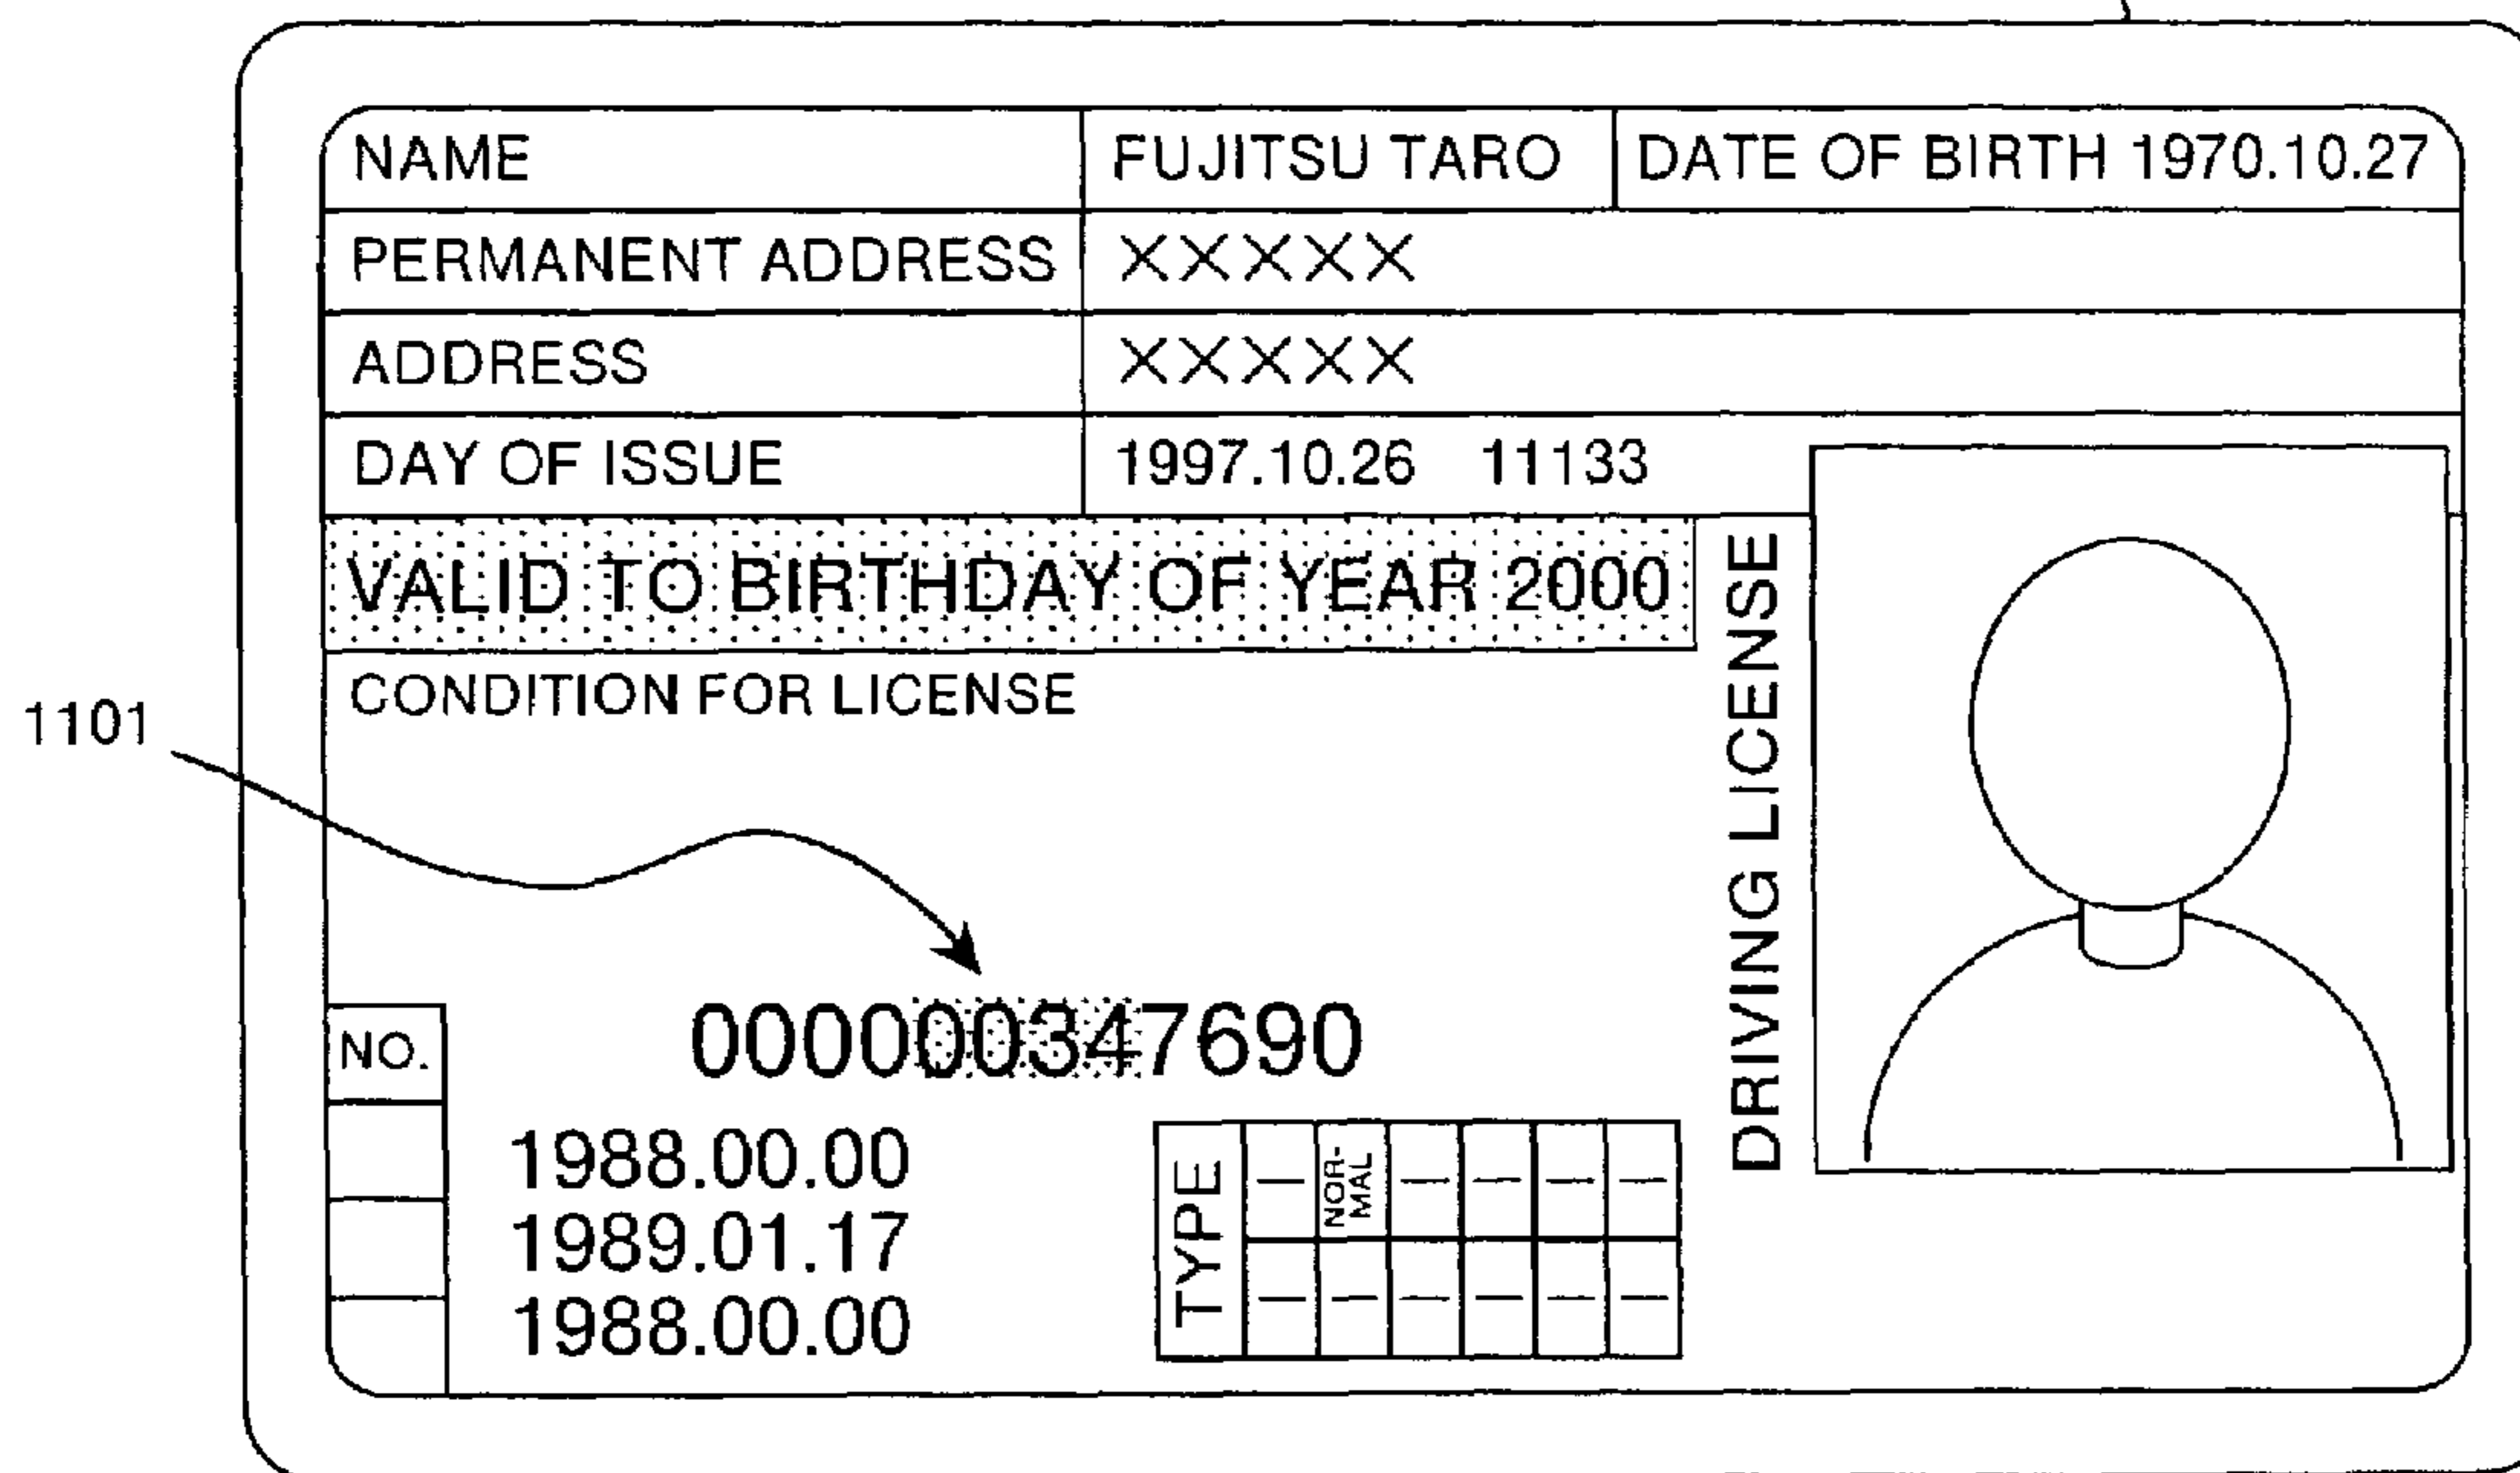 NAME FUJITSU TARO DATE OF BIRTH 1970.10.27
PERMANENT ADDRESS XXXXX
ADDRESS XXXXX
DAY OF ISSUE 1997.10.26 11133
VALID TO BIRTHDAY OF YEAR 2000
CONDITION FOR LICENSE
1101
DRIVING LICENSE
NO. 000000347690
1988.00.00
1989.01.17
1988.00.00
TYPE
— NOR-
MAL — — — —
— — — — — —